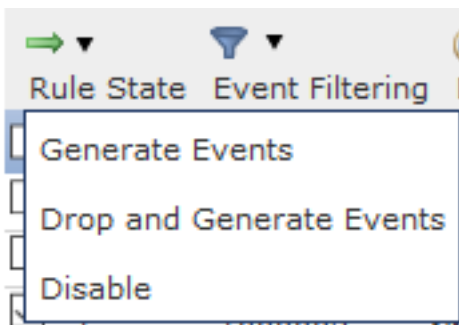 Rule State Event Filtering
Generate Events
Drop and Generate Events
Disable